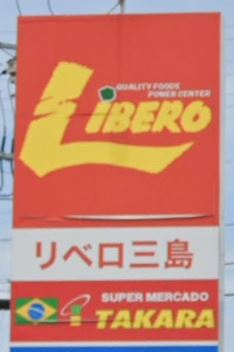 QUALITY FOODS
POWER CENTER
LIBERO
リベロ三島
SUPER MERCADO
TAKARA